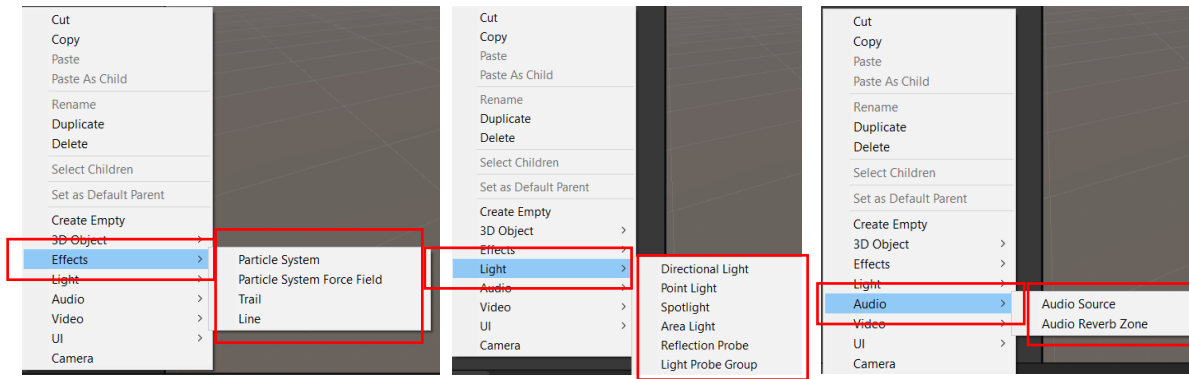 Cut
Copy
Paste
Paste As Child
Rename
Duplicate
Delete
Select Children
Set as Default Parent
Create Empty
3D Object
Effects
Light
Audio
Video
UI
Camera
Particle System
Particle System Force Field
Trail
Line
Cut
Copy
Paste
Paste As Child
Rename
Duplicate
Delete
Select Children
Set as Default Parent
Create Empty
3D Object
Effects
Light
Audio
Video
UI
Camera
Directional Light
Point Light
Spotlight
Area Light
Reflection Probe
Light Probe Group
Cut
Copy
Paste
Paste As Child
Rename
Duplicate
Delete
Select Children
Set as Default Parent
Create Empty
3D Object
Effects
Light
Audio
Video
UI
Camera
Audio Source
Audio Reverb Zone